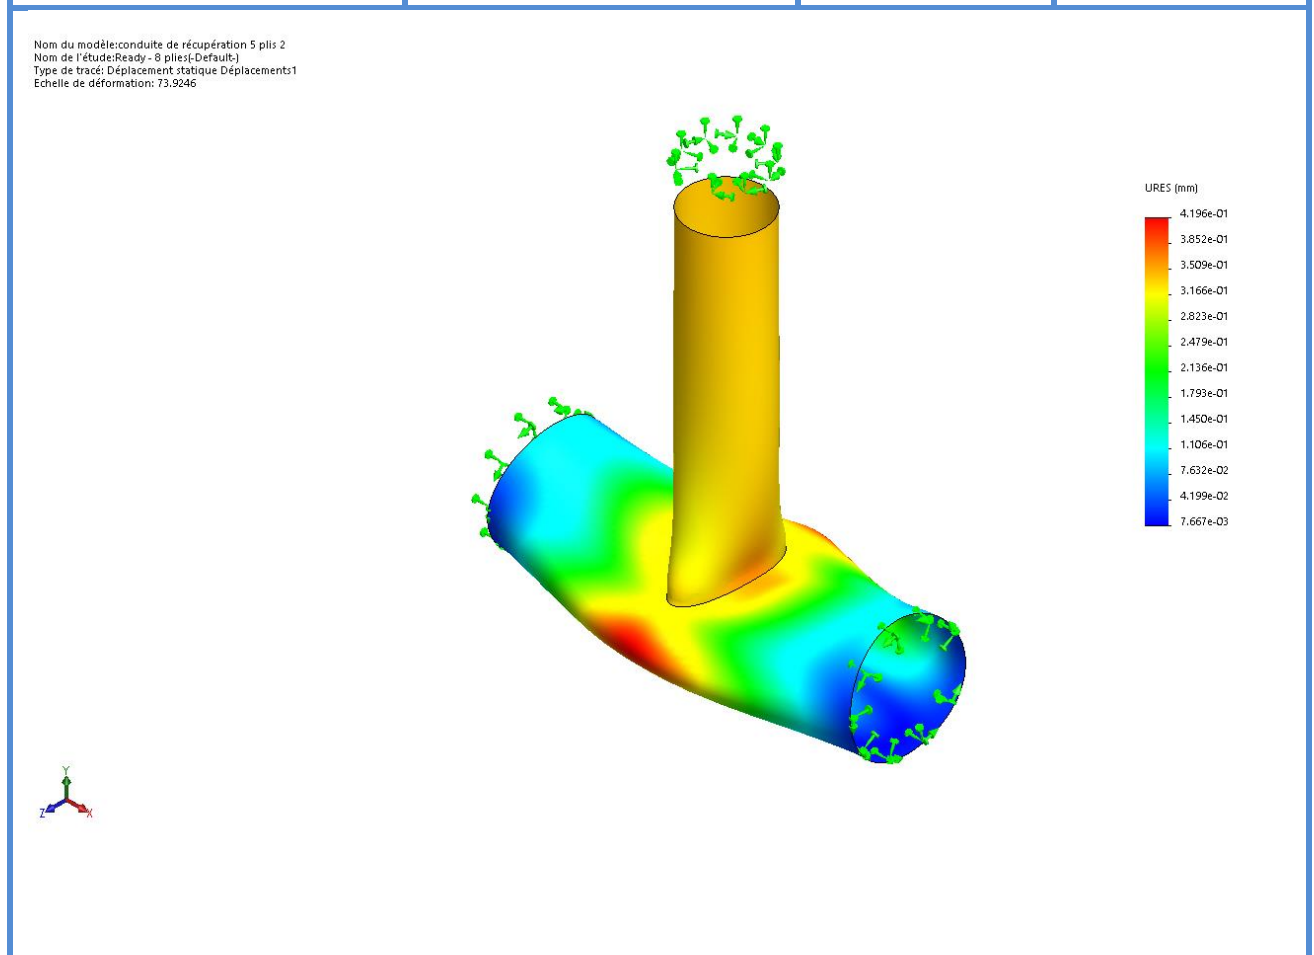 Nom du modèle:conduite de récupération 5 plis 2
Nom de l'étude:Ready - 8 plies(-Default-)
Type de tracé: Déplacement statique Déplacements1
Echelle de déformation: 73.9246
URES (mm)
4.196e-01
3.852e-01
3.509e-01
3.166e-01
2.823e-01
2.479e-01
2.136e-01
1.793e-01
1.450e-01
1.106e-01
7.632e-02
4.199e-02
7.667e-03
Y
Z
X